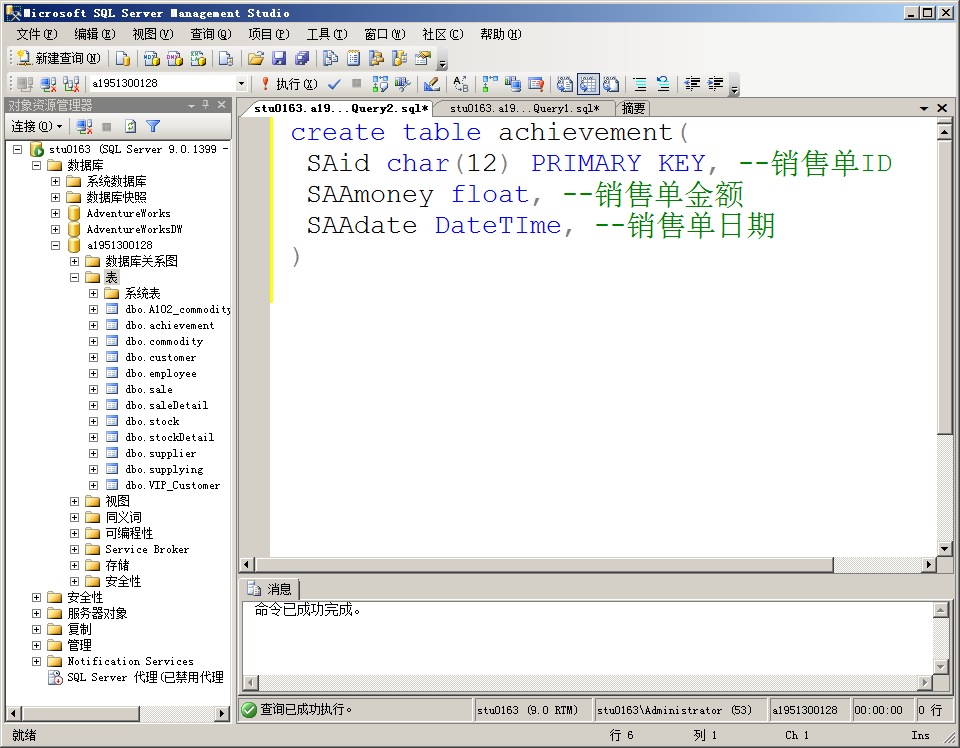 Microsoft SQL Server Management Studio
文件(F) 编辑(E) 视图(V) 查询(Q) 项目(P) 工具(T) 窗口(W) 社区(C) 帮助(H)
新建查询(N)
a1951300128 执行(X)
对象资源管理器
连接(O)
stu0163 (SQL Server 9.0.1399 -
数据库
系统数据库
数据库快照
AdventureWorks
AdventureWorksDW
a1951300128
数据库关系图
表
系统表
dbo.A102_commodity
dbo.achievement
dbo.commodity
dbo.customer
dbo.employee
dbo.sale
dbo.saleDetail
dbo.stock
dbo.stockDetail
dbo.supplier
dbo.supplying
dbo.VIP_Customer
视图
同义词
可编程性
Service Broker
存储
安全性
安全性
服务器对象
复制
管理
Notification Services
SQL Server 代理(已禁用代理
stu0163.a19...Query2.sql* stu0163.a19...Query1.sql* 摘要
create table achievement(
SAid char(12) PRIMARY KEY, --销售单ID
SAAmoney float, --销售单金额
SAAdate DateTIme, --销售单日期
)
消息
命令已成功完成。
查询已成功执行。 stu0163 (9.0 RTM) stu0163\Administrator (53) a1951300128 00:00:00 0 行
就绪 行 6 列 1 Ch 1 Ins